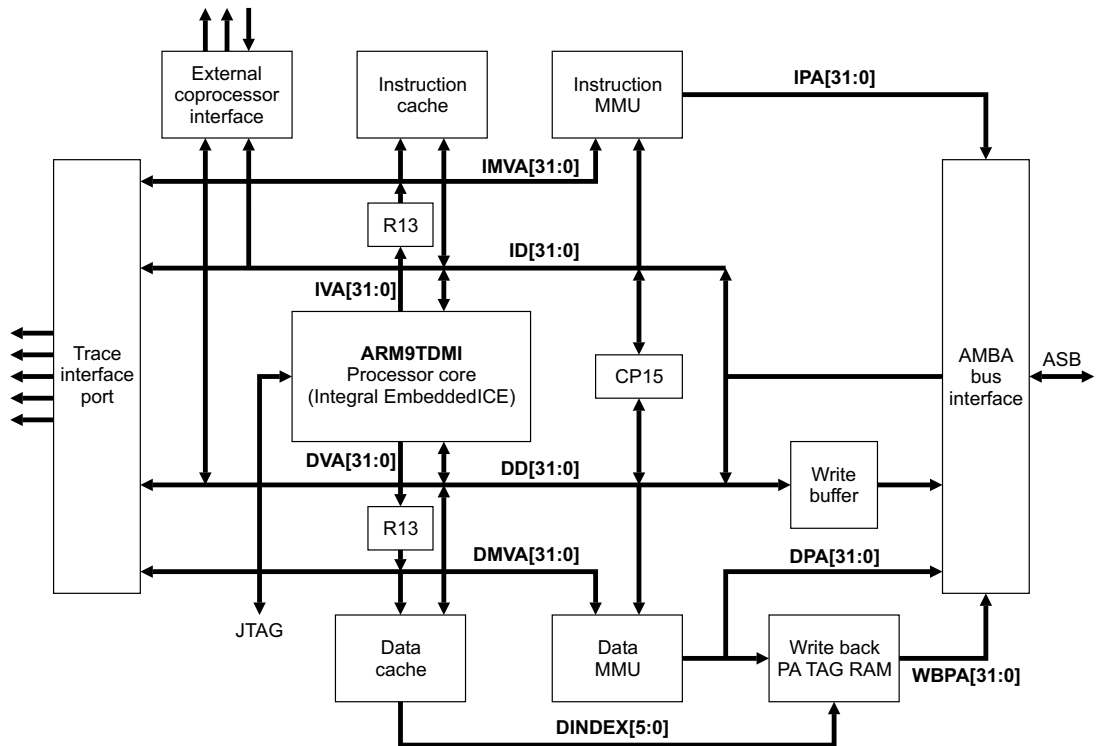 External
coprocessor
interface
Instruction
cache
Instruction
MMU
IPA[31:0]
IMVA[31:0]
R13
ID[31:0]
IVA[31:0]
Trace
interface
port
ARM9TDMI
Processor core
(Integral EmbeddedICE)
CP15
AMBA
bus
interface
ASB
DVA[31:0]
DD[31:0]
Write
buffer
R13
DMVA[31:0]
DPA[31:0]
JTAG
Data
cache
Data
MMU
Write back
PA TAG RAM
WBPA[31:0]
DINDEX[5:0]